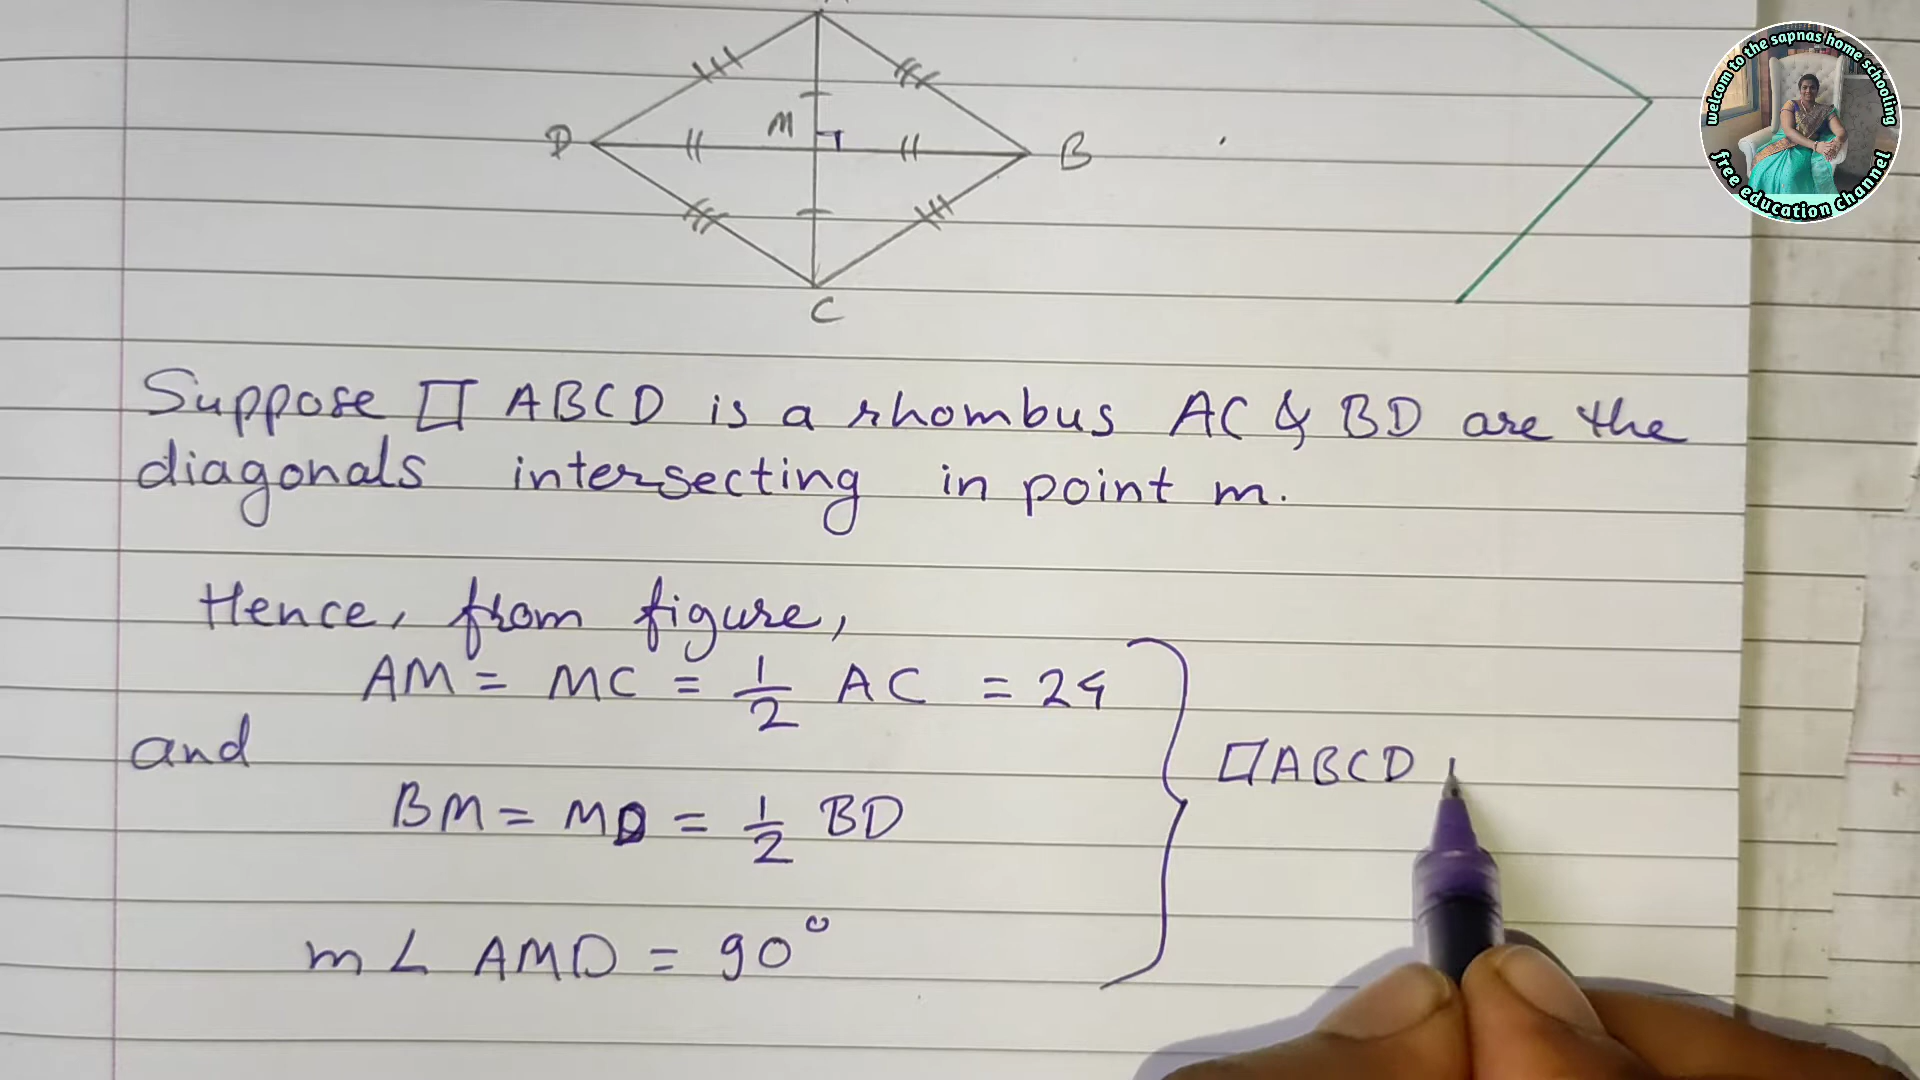 D
M
B
C
Suppose □ ABCD is a rhombus AC & BD are the
diagonals intersecting in point m.
Hence, from figure,
AM = MC = 1/2 AC = 24
and
BM = MD = 1/2 BD
□ABCD
m∠ AMD = 90°
welcom to the sapnas home schooling
free education channel